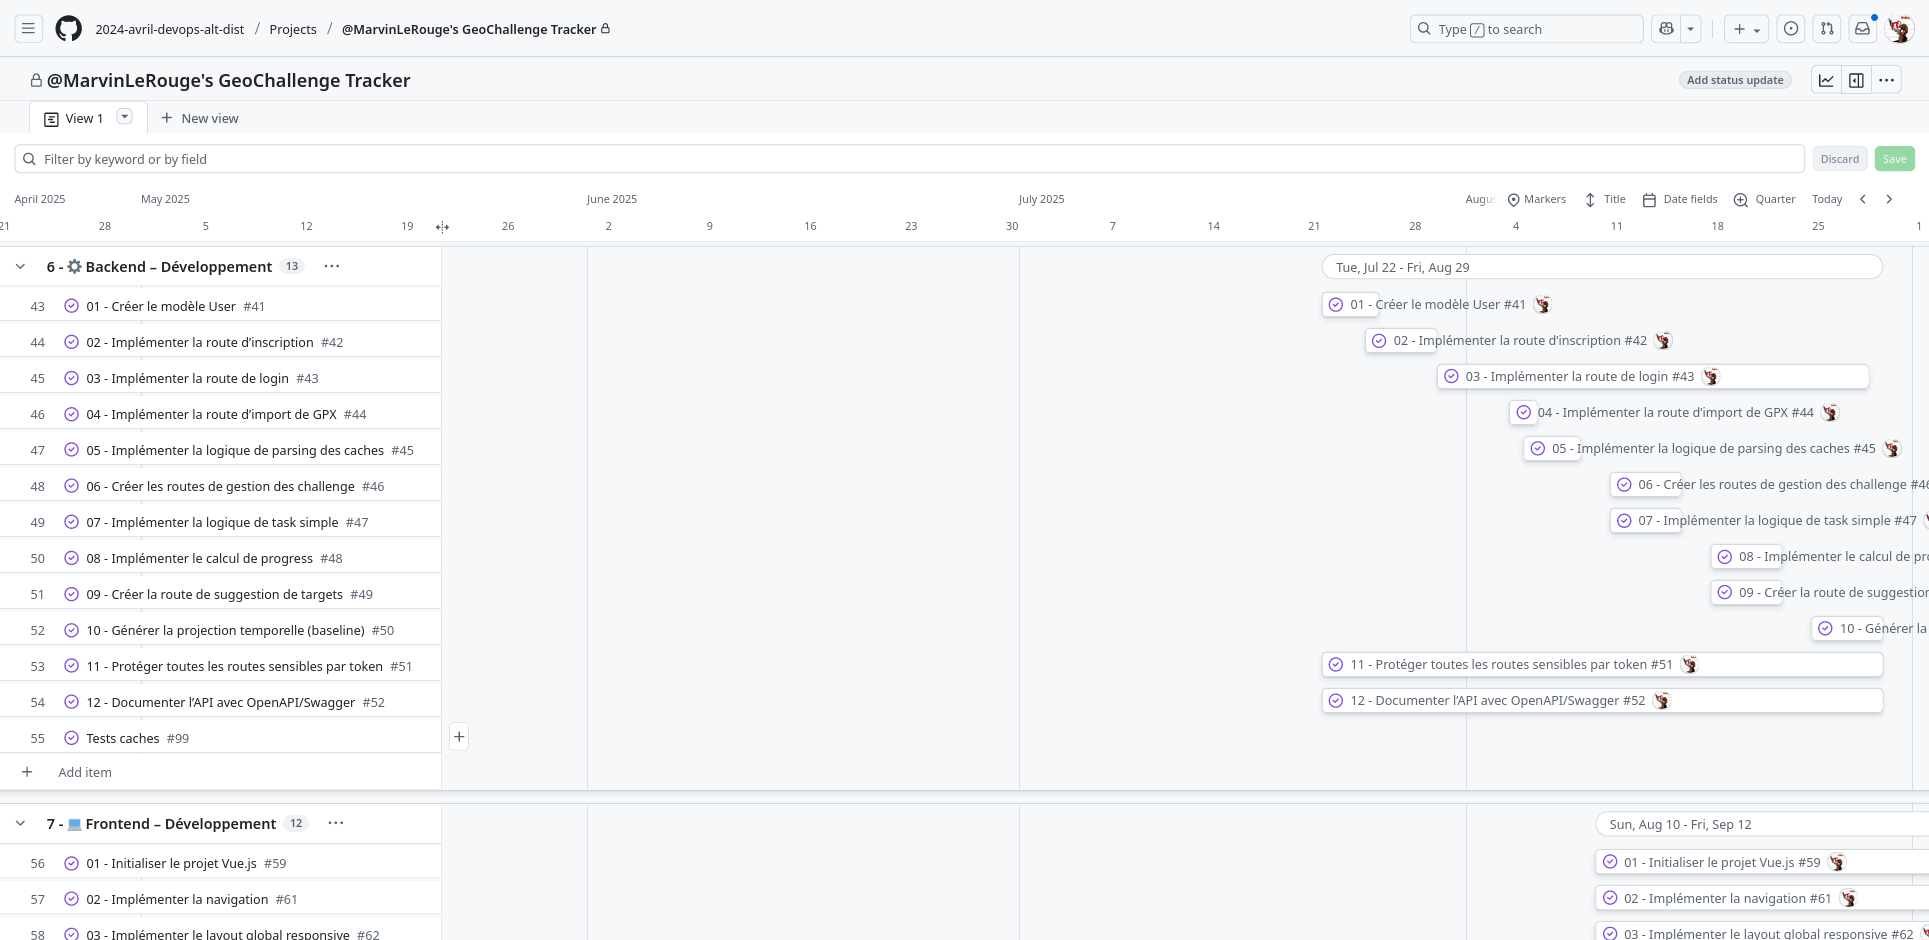 2024-avril-devops-alt-dist / Projects / @MarvinLeRouge's GeoChallenge Tracker
Type / to search
@MarvinLeRouge's GeoChallenge Tracker
Add status update
View 1
New view
Filter by keyword or by field
Discard
Save
April 2025 May 2025 June 2025 July 2025
Markers Title Date fields Quarter Today
21 28 5 12 19 26 2 9 16 23 30 7 14 21 28 4 11 18 25 1
6 - Backend – Développement 13
Tue, Jul 22 - Fri, Aug 29
43 01 - Créer le modèle User #41
01 - Créer le modèle User #41
44 02 - Implémenter la route d’inscription #42
02 - Implémenter la route d’inscription #42
45 03 - Implémenter la route de login #43
03 - Implémenter la route de login #43
46 04 - Implémenter la route d’import de GPX #44
04 - Implémenter la route d’import de GPX #44
47 05 - Implémenter la logique de parsing des caches #45
05 - Implémenter la logique de parsing des caches #45
48 06 - Créer les routes de gestion des challenge #46
06 - Créer les routes de gestion des challenge #46
49 07 - Implémenter la logique de task simple #47
07 - Implémenter la logique de task simple #47
50 08 - Implémenter le calcul de progress #48
08 - Implémenter le calcul de
51 09 - Créer la route de suggestion de targets #49
09 - Créer la route de suggestion
52 10 - Générer la projection temporelle (baseline) #50
10 - Générer la
53 11 - Protéger toutes les routes sensibles par token #51
11 - Protéger toutes les routes sensibles par token #51
54 12 - Documenter l’API avec OpenAPI/Swagger #52
12 - Documenter l’API avec OpenAPI/Swagger #52
55 Tests caches #99
Add item
7 - Frontend – Développement 12
Sun, Aug 10 - Fri, Sep 12
56 01 - Initialiser le projet Vue.js #59
01 - Initialiser le projet Vue.js #59
57 02 - Implémenter la navigation #61
02 - Implémenter la navigation #61
58 03 - Implémenter le layout global responsive #62
03 - Implémenter le layout global responsive #62